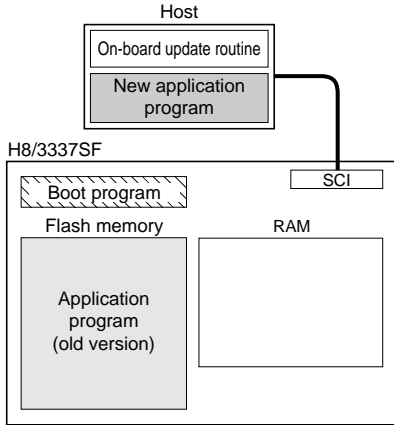 Host
On-board update routine
New application
program
H8/3337SF
SCI
Boot program
Flash memory
RAM
Application
program
(old version)